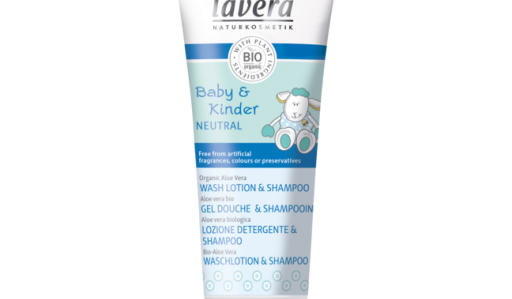 lavera
NATURKOSMETIK
• WITH PLANT INGREDIENTS •
BIO
organic
Baby &
Kinder
NEUTRAL
Free from artificial
fragrances, colours or preservatives
Organic Aloe Vera
WASH LOTION & SHAMPOO
Aloe vera bio
GEL DOUCHE & SHAMPOOIN
Aloe vera biologica
LOZIONE DETERGENTE &
SHAMPOO
Bio-Aloe Vera
WASCHLOTION & SHAMPOO